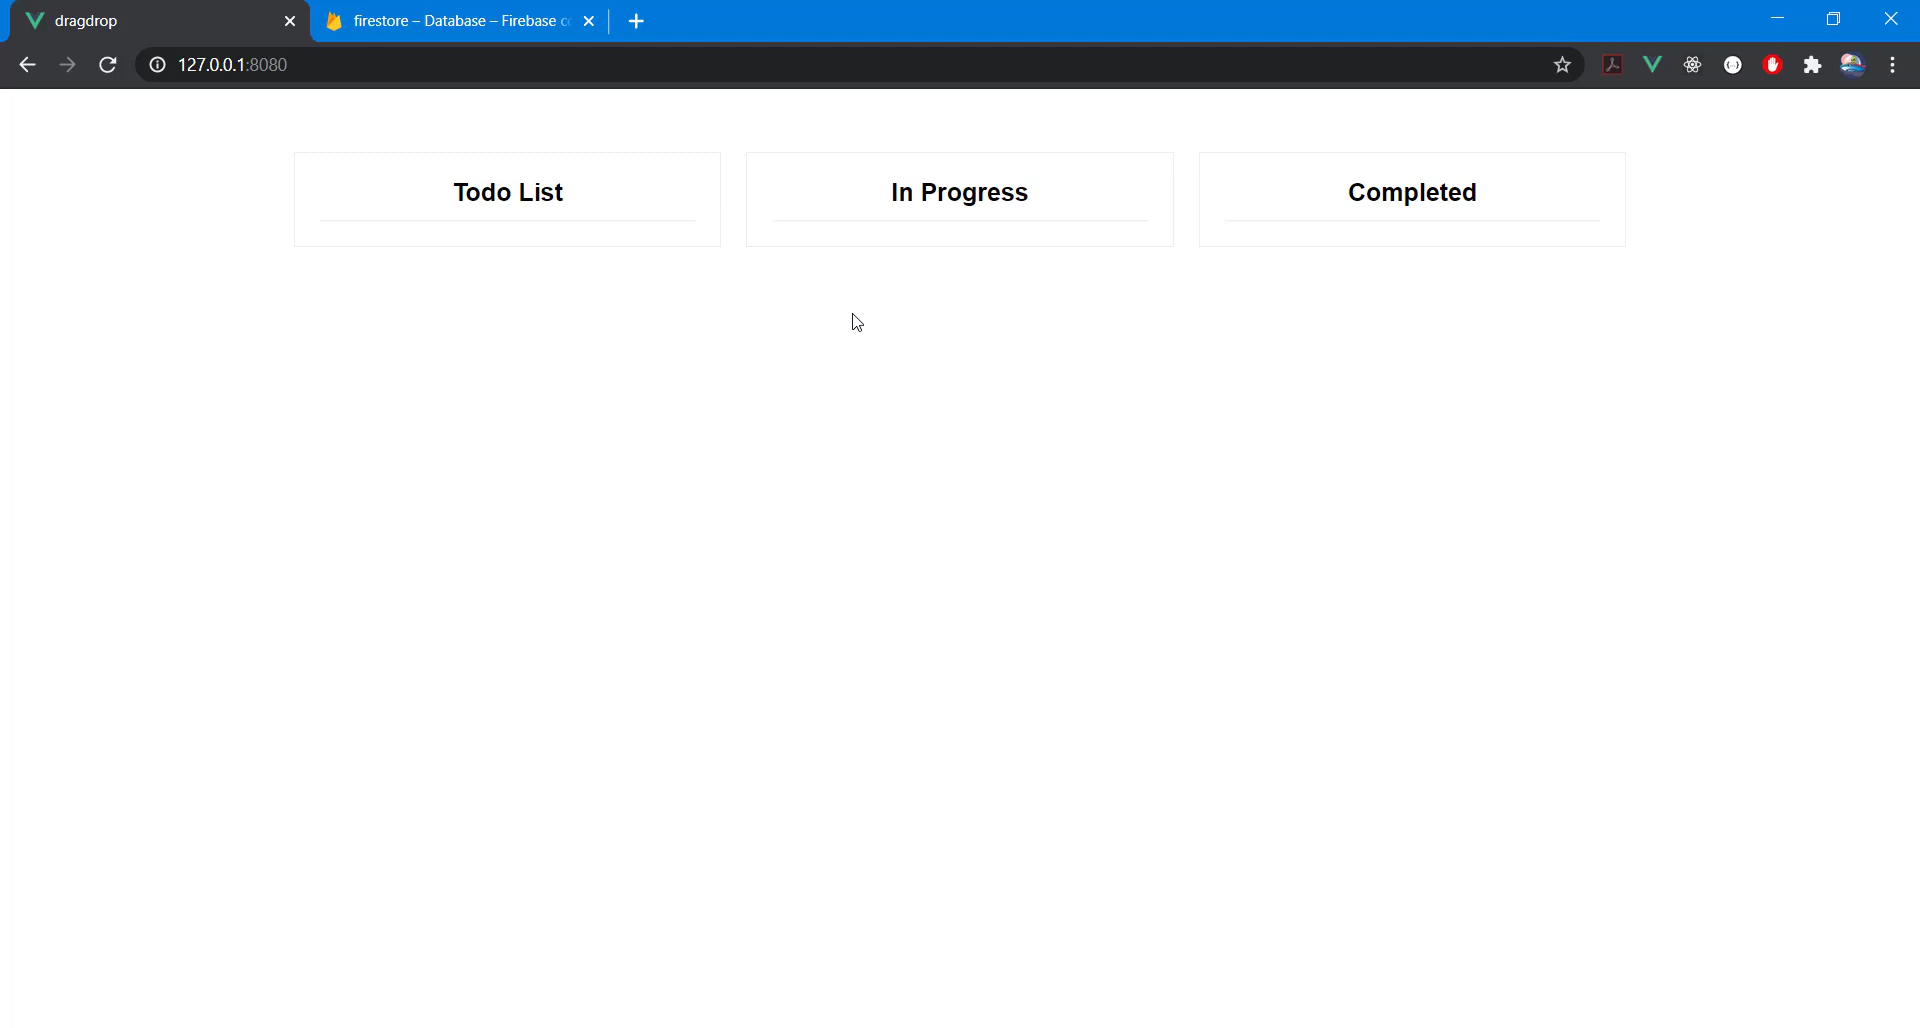 dragdrop
firestore – Database – Firebase
127.0.0.1:8080
Todo List
In Progress
Completed